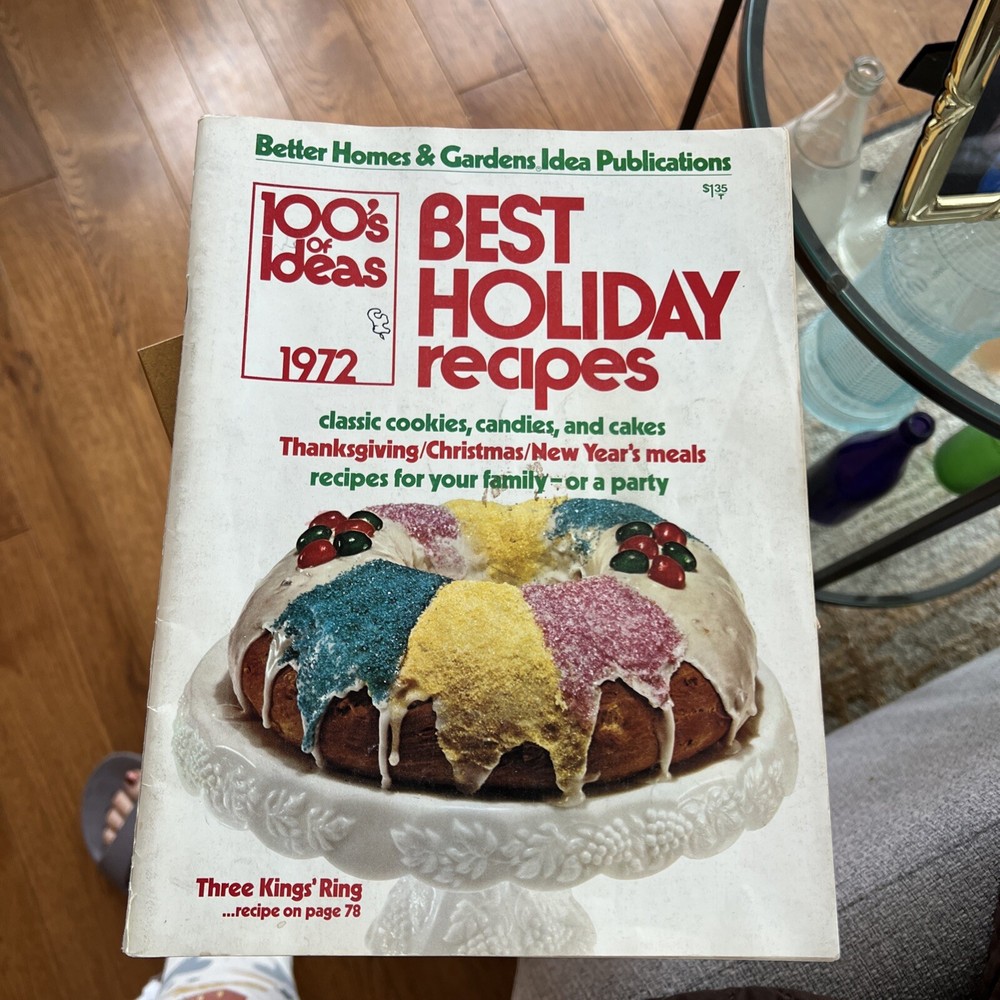 Better Homes & Gardens Idea Publications
$1.35
100's
OF
Ideas
1972
BEST
HOLIDAY
recipes
classic cookies, candies, and cakes
Thanksgiving/Christmas/New Year's meals
recipes for your family-or a party
Three Kings' Ring
...recipe on page 78